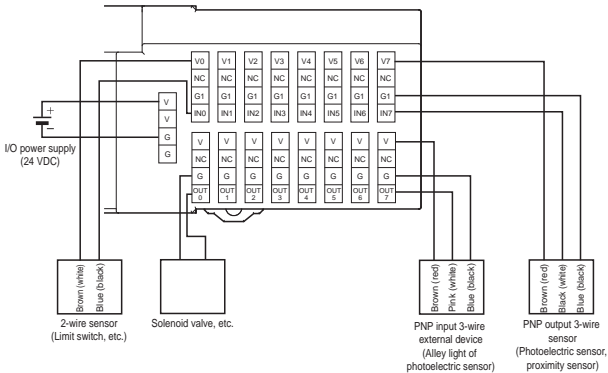 V0 V1 V2 V3 V4 V5 V6 V7
NC NC NC NC NC NC NC NC
G1 G1 G1 G1 G1 G1 G1 G1
IN0 IN1 IN2 IN3 IN4 IN5 IN6 IN7
V
V
G
G
+
−
I/O power supply
(24 VDC)
V V V V V V V V
NC NC NC NC NC NC NC NC
G G G G G G G G
OUT OUT OUT OUT OUT OUT OUT OUT
0 1 2 3 4 5 6 7
Brown (white)
Blue (black)
2-wire sensor
(Limit switch, etc.)
Solenoid valve, etc.
Brown (red)
Pink (white)
Blue (black)
PNP input 3-wire
external device
(Alley light of
photoelectric sensor)
Brown (red)
Black (white)
Blue (black)
PNP output 3-wire
sensor
(Photoelectric sensor,
proximity sensor)